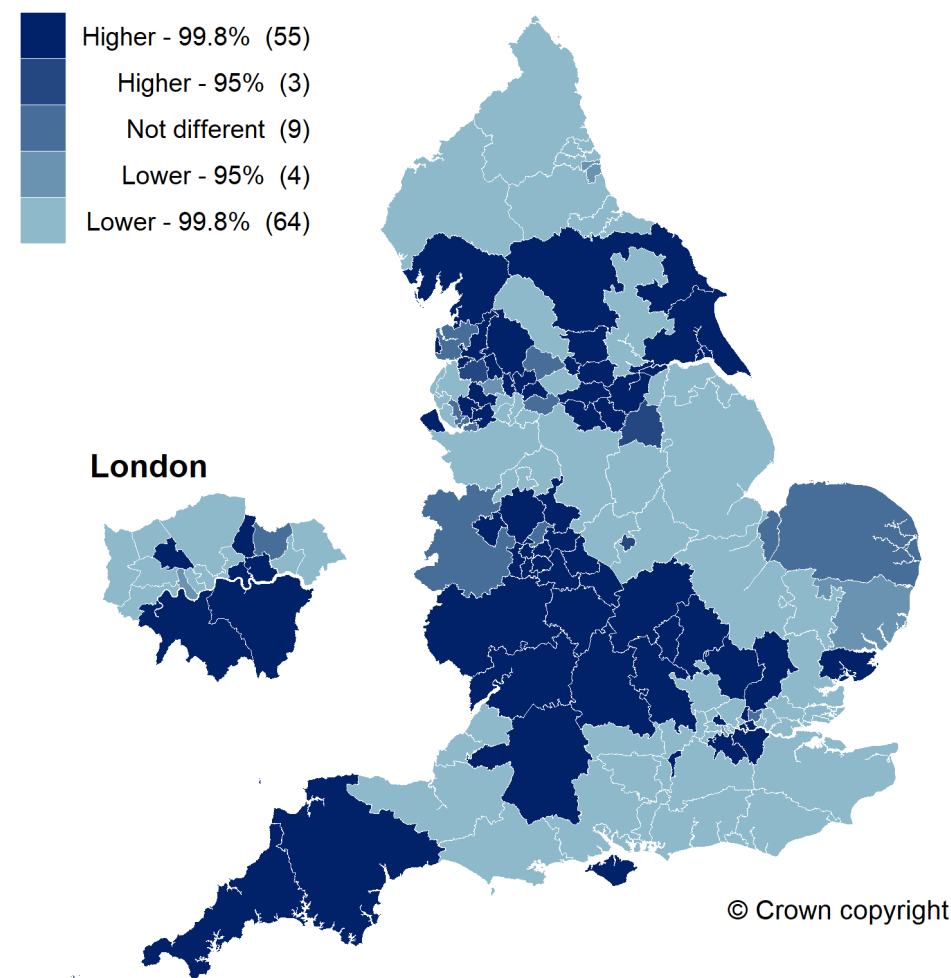 Higher - 99.8% (55)
Higher - 95% (3)
Not different (9)
Lower - 95% (4)
Lower - 99.8% (64)
London
© Crown copyright